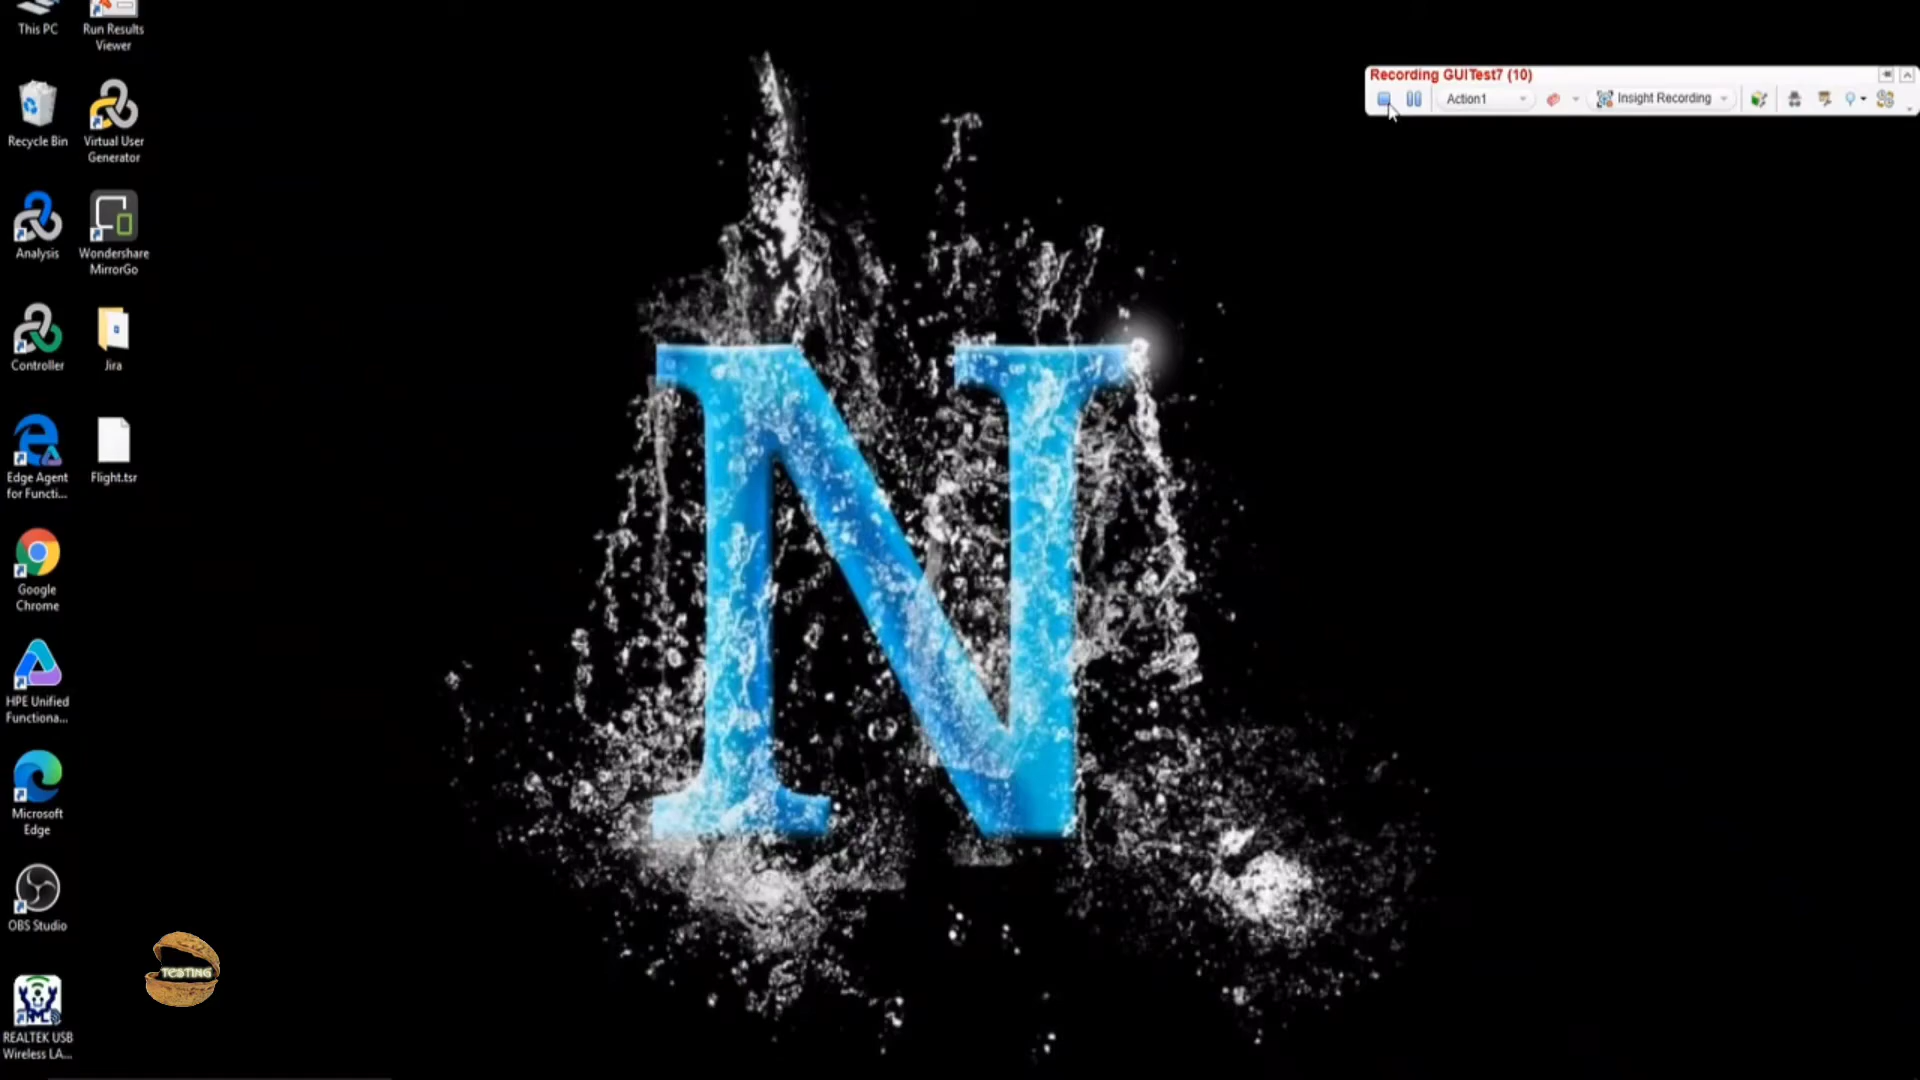 This PC
Run Results
Viewer
Recording GUITest7 (10)
Action1
Insight Recording
Recycle Bin
Virtual User
Generator
Analysis
Wondershare
MirrorGo
Controller
Jira
Edge Agent
for Functi...
Flight.tsr
Google
Chrome
HPE Unified
Functiona...
Microsoft
Edge
OBS Studio
TESTING
REALTEK USB
Wireless LA...
N